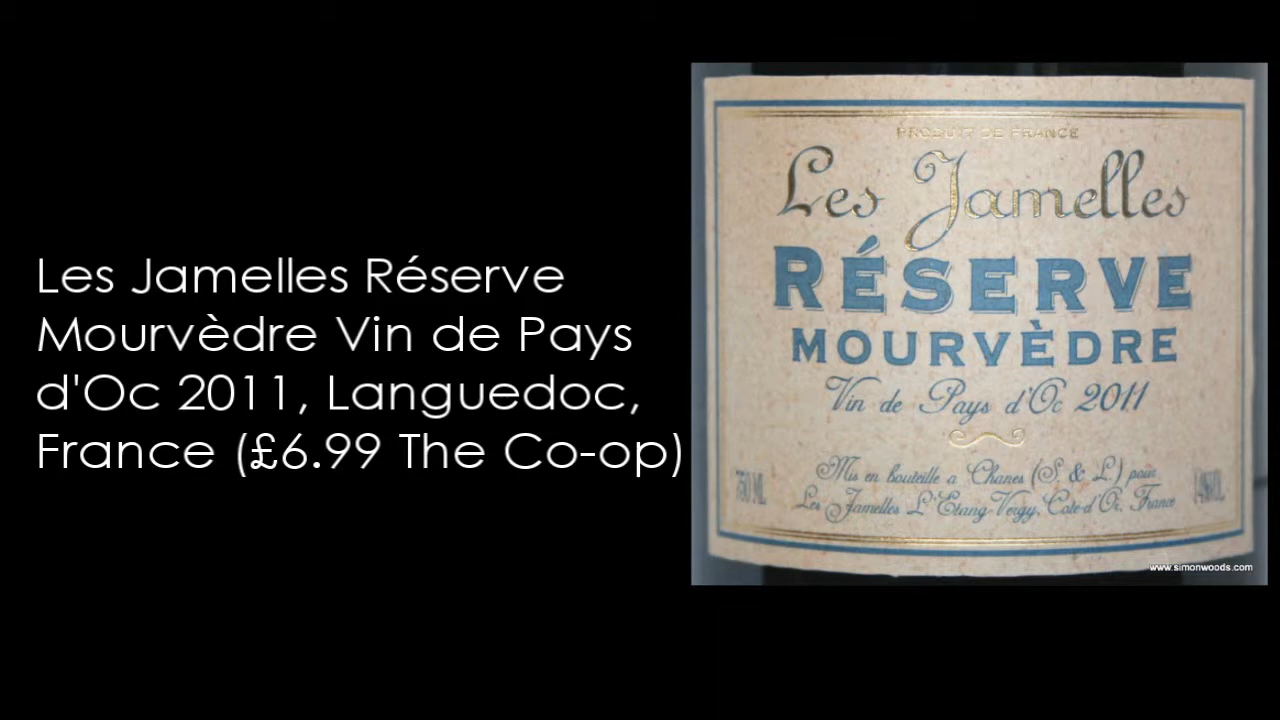 Les Jamelles Réserve
Mourvèdre Vin de Pays
d'Oc 2011, Languedoc,
France (£6.99 The Co-op)
PRODUIT DE FRANCE
Les Jamelles
RÉSERVE
MOURVÈDRE
Vin de Pays d'Oc 2011
Mis en bouteille a Chanes (S. & L.) pour
Les Jamelles L'Etang-Vergy, Cote-d'Or, France
750 ML
www.simonwoods.com